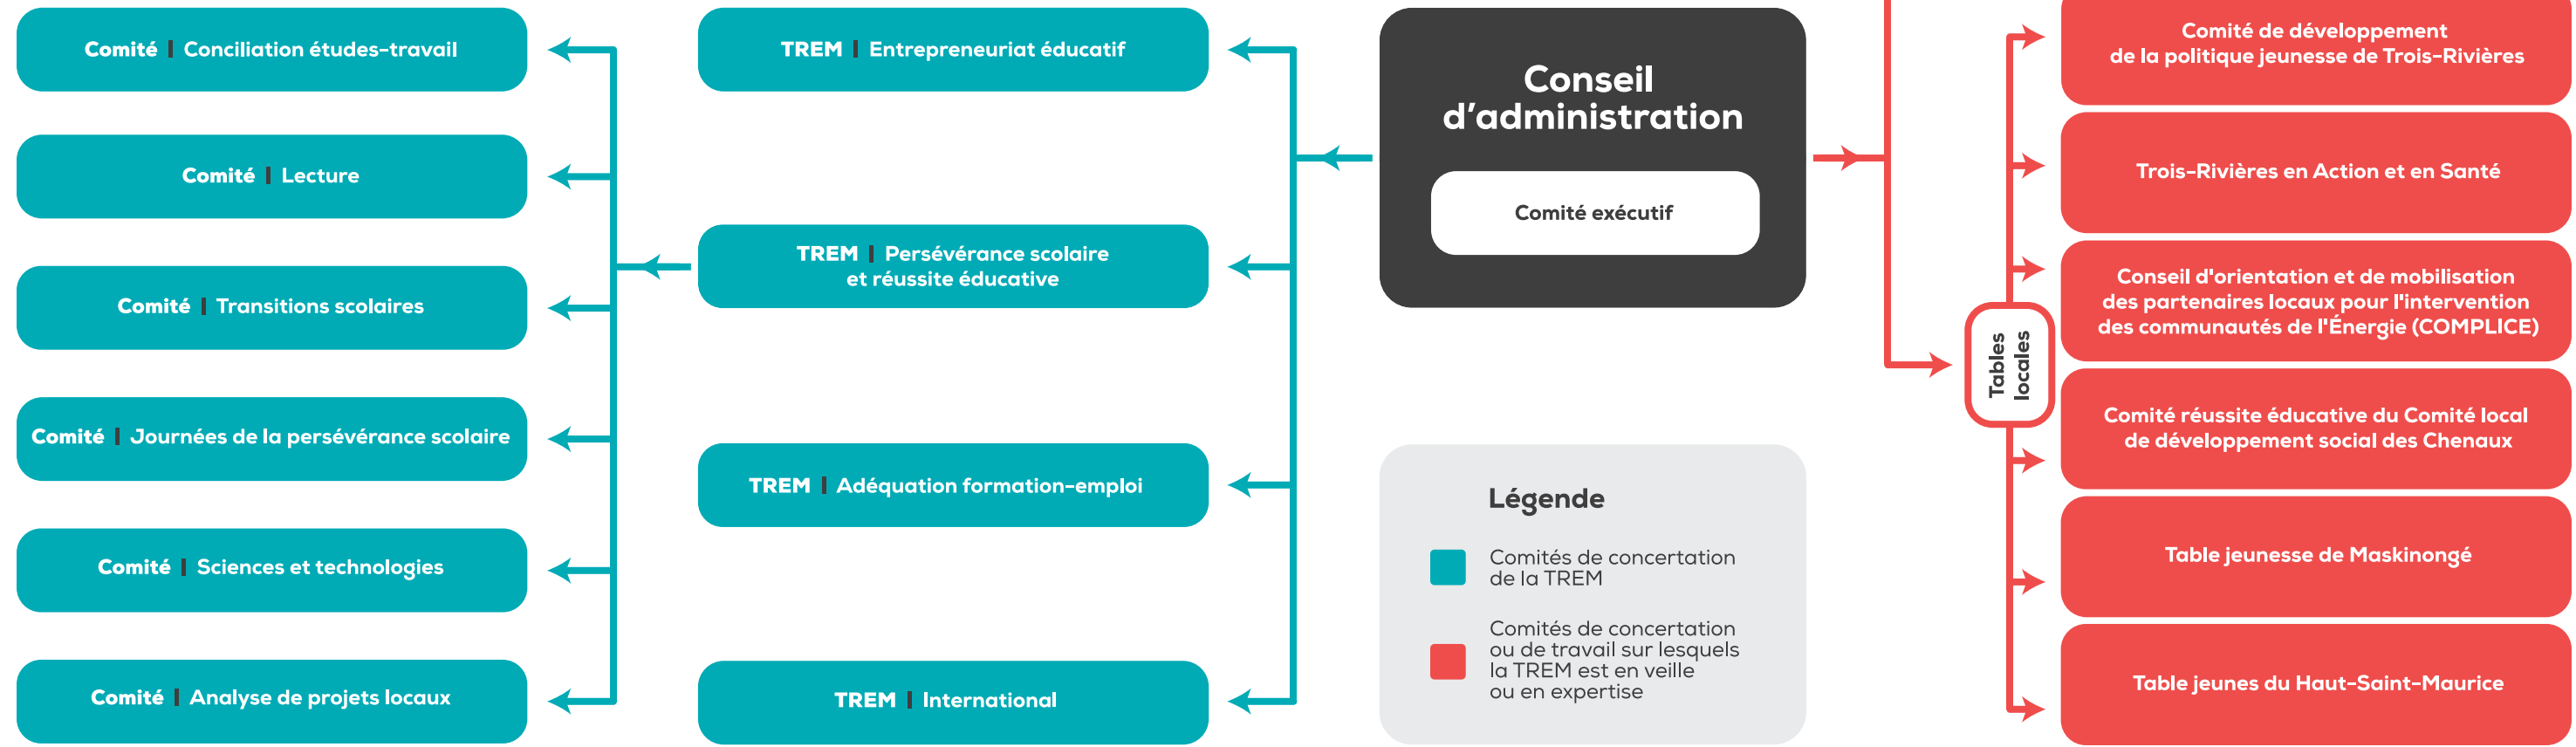 Comité | Conciliation études-travail
Comité | Lecture
Comité | Transitions scolaires
Comité | Journées de la persévérance scolaire
Comité | Sciences et technologies
Comité | Analyse de projets locaux
TREM | Entrepreneuriat éducatif
TREM | Persévérance scolaire
et réussite éducative
TREM | Adéquation formation-emploi
TREM | International
Conseil
d’administration
Comité exécutif
Légende
Comités de concertation
de la TREM
Comités de concertation
ou de travail sur lesquels
la TREM est en veille
ou en expertise
Tables
locales
Comité de développement
de la politique jeunesse de Trois-Rivières
Trois-Rivières en Action et en Santé
Conseil d'orientation et de mobilisation
des partenaires locaux pour l'intervention
des communautés de l'Énergie (COMPLICE)
Comité réussite éducative du Comité local
de développement social des Chenaux
Table jeunesse de Maskinongé
Table jeunes du Haut-Saint-Maurice